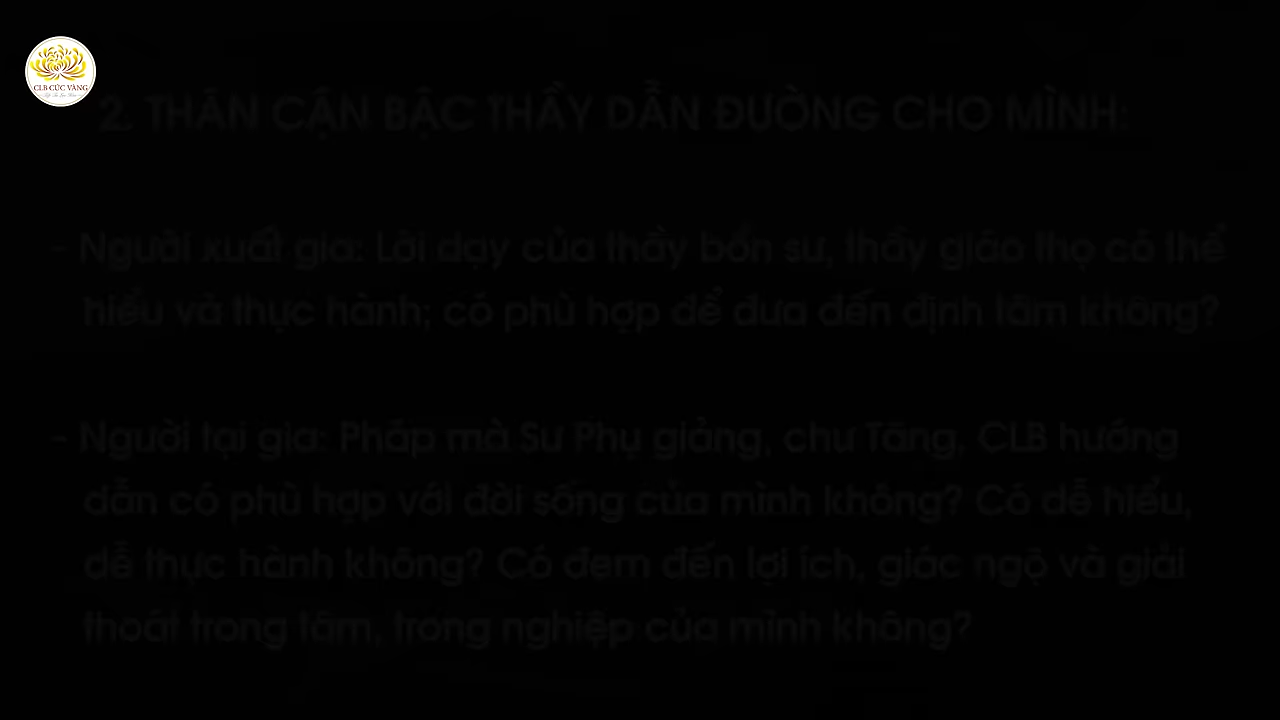 CLB CÚC VÀNG
2. THÂN CẬN BẬC THẦY DẪN ĐƯỜNG CHO MÌNH:
- Người xuất gia: Lời dạy của thầy bổn sư, thầy giáo thọ có thể
hiểu và thực hành; có phù hợp để đưa đến định tâm không?
- Người tại gia: Pháp mà Sư Phụ giảng, chư Tăng, CLB hướng
dẫn có phù hợp với đời sống của mình không? Có dễ hiểu,
dễ thực hành không? Có đem đến lợi ích, giác ngộ và giải
thoát trong tâm, trong nghiệp của mình không?